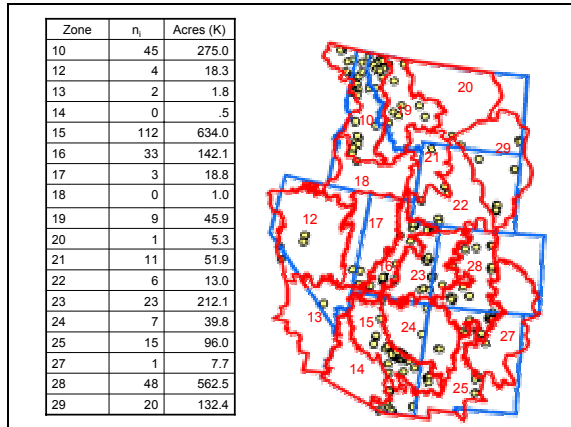 Zone nᵢ Acres (K)
10 45 275.0
12 4 18.3
13 2 1.8
14 0 .5
15 112 634.0
16 33 142.1
17 3 18.8
18 0 1.0
19 9 45.9
20 1 5.3
21 11 51.9
22 6 13.0
23 23 212.1
24 7 39.8
25 15 96.0
27 1 7.7
28 48 562.5
29 20 132.4
20
19
10
29
21
18
22
12
17
28
16
23
13
15
24
27
14
25